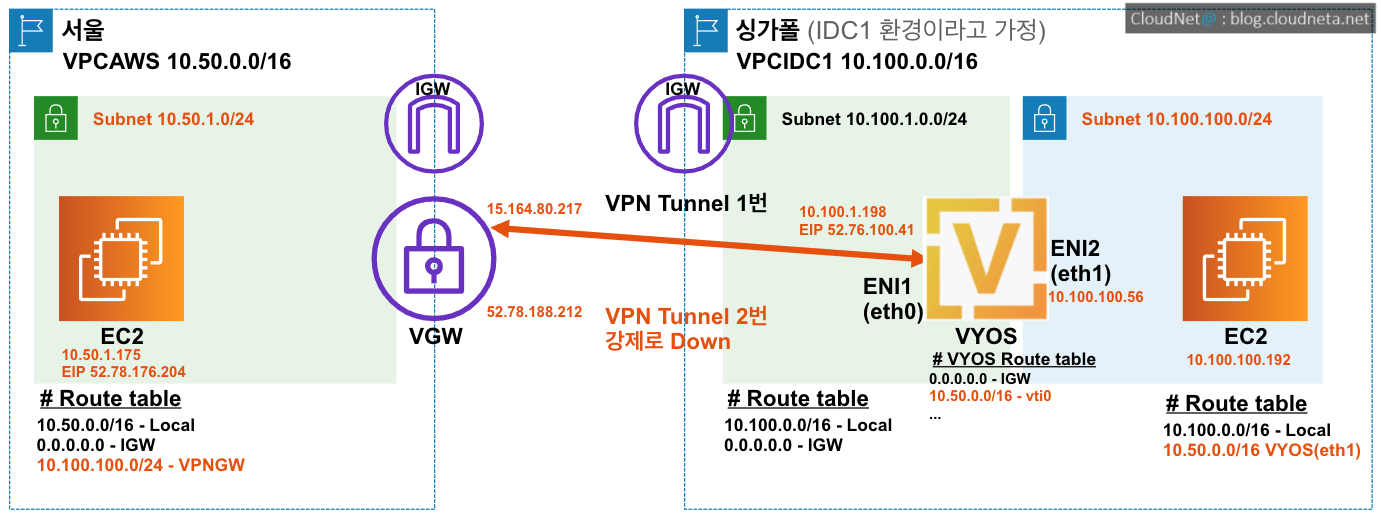 CloudNet@ : blog.cloudneta.net
서울
VPCAWS 10.50.0.0/16
IGW
Subnet 10.50.1.0/24
EC2
10.50.1.175
EIP 52.78.176.204
# Route table
10.50.0.0/16 - Local
0.0.0.0.0 - IGW
10.100.100.0/24 - VPNGW
15.164.80.217
52.78.188.212
VGW
VPN Tunnel 1번
VPN Tunnel 2번
강제로 Down
싱가폴 (IDC1 환경이라고 가정)
VPCIDC1 10.100.0.0/16
IGW
Subnet 10.100.1.0.0/24
10.100.1.198
EIP 52.76.100.41
ENI1
(eth0)
V
VYOS
# VYOS Route table
0.0.0.0.0 - IGW
10.50.0.0/16 - vti0
...
# Route table
10.100.0.0/16 - Local
0.0.0.0.0 - IGW
Subnet 10.100.100.0/24
ENI2
(eth1)
10.100.100.56
EC2
10.100.100.192
# Route table
10.100.0.0/16 - Local
10.50.0.0/16 VYOS(eth1)